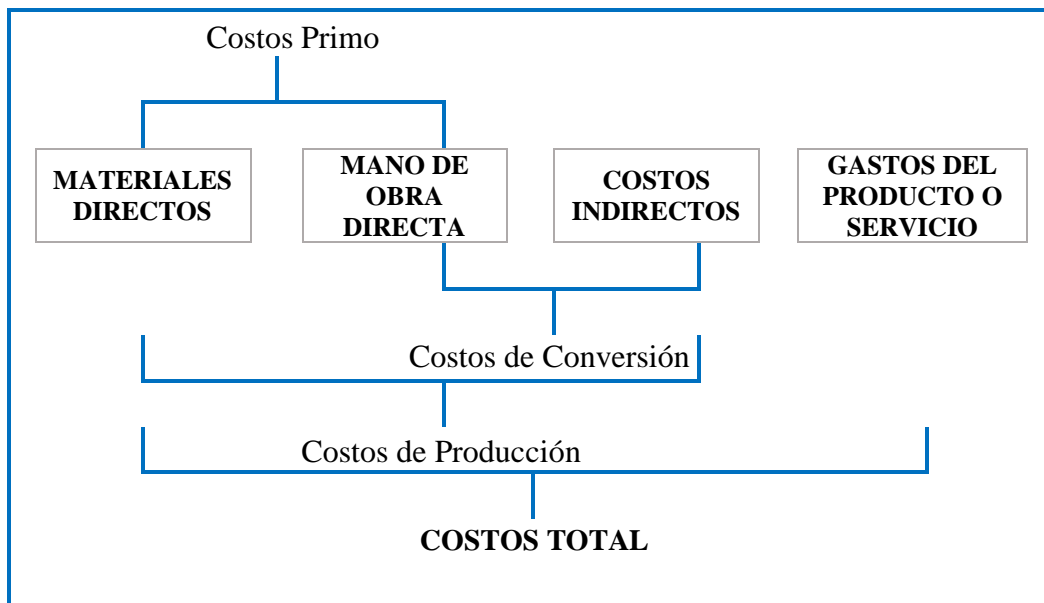 Costos Primo
MATERIALES
DIRECTOS
MANO DE
OBRA
DIRECTA
COSTOS
INDIRECTOS
GASTOS DEL
PRODUCTO O
SERVICIO
Costos de Conversión
Costos de Producción
COSTOS TOTAL